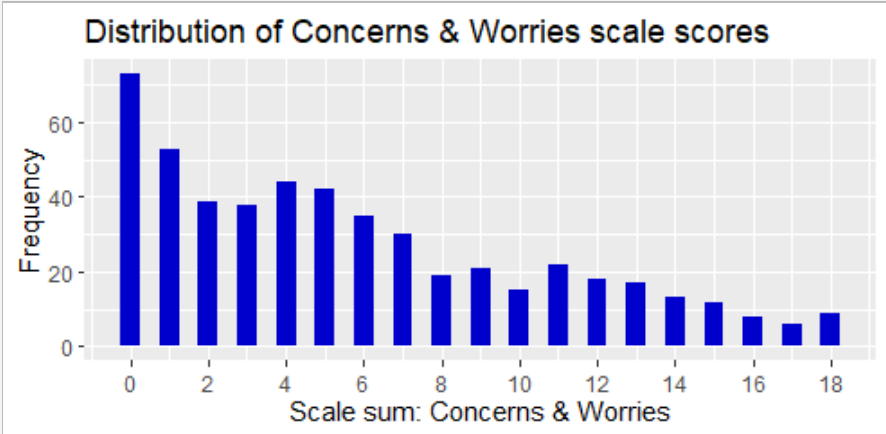 Distribution of Concerns & Worries scale scores
Frequency
60
40
20
0
0 2 4 6 8 10 12 14 16 18
Scale sum: Concerns & Worries